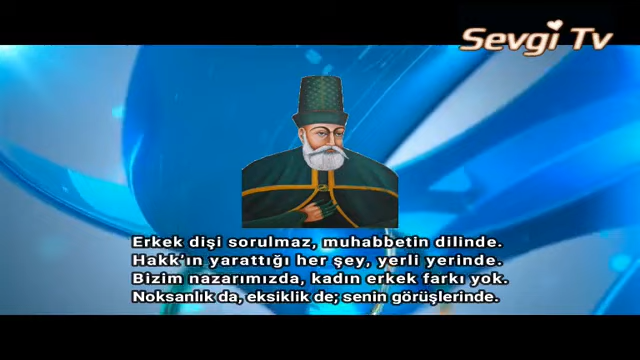 Sevgi Tv
Erkek dişi sorulmaz, muhabbetin dilinde.
Hakk'ın yarattığı her şey, yerli yerinde.
Bizim nazarımızda, kadın erkek farkı yok.
Noksanlık da, eksiklik de; senin görüşlerinde.